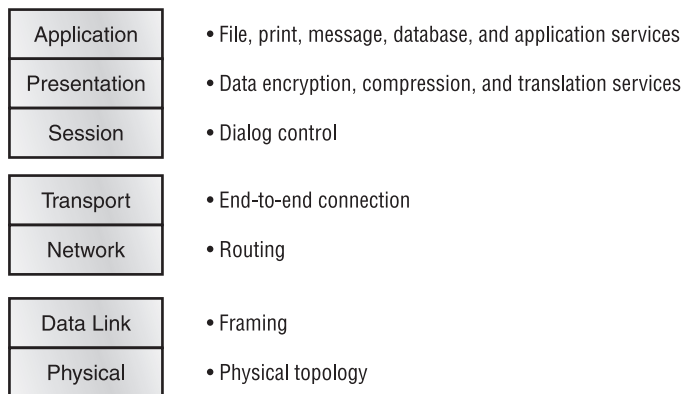 Application • File, print, message, database, and application services
Presentation • Data encryption, compression, and translation services
Session • Dialog control
Transport • End-to-end connection
Network • Routing
Data Link • Framing
Physical • Physical topology